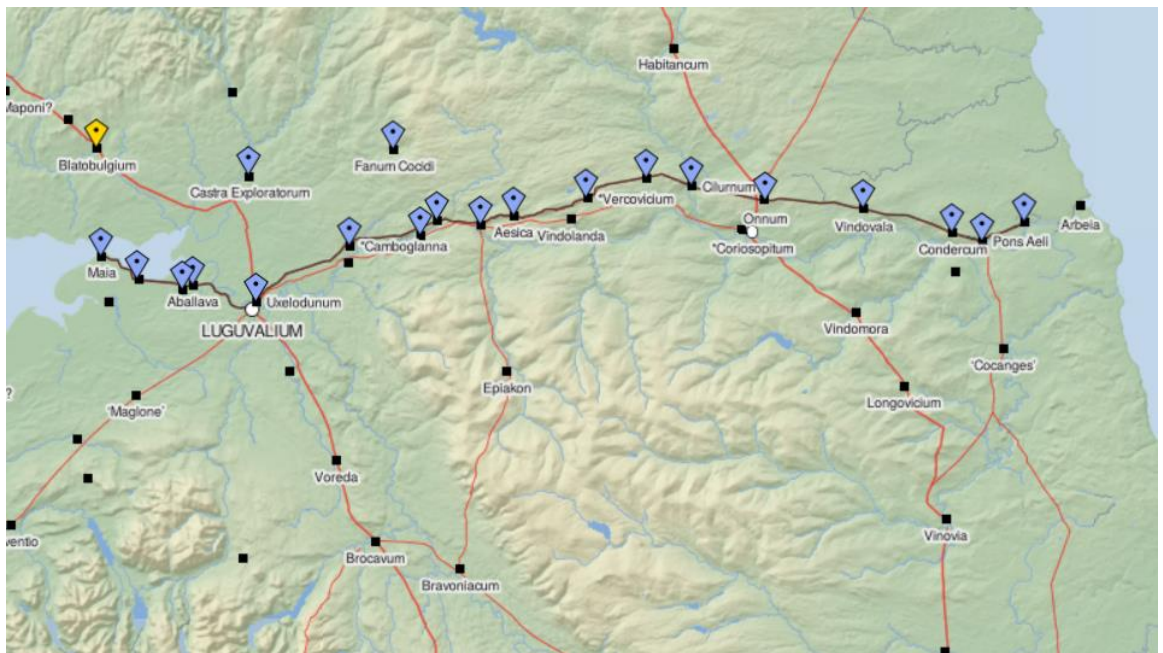 Habitancum
Maponi?
Blatobulgium
Fanum Cocidi
Castra Exploratorum
Cilurnum
*Vercovicium
Onnum
Vindovala
Arbeia
Aesica
Vindolanda
*Camboglanna
*Coriosopitum
Condercum
Pons Aeli
Maia
Aballava
Uxelodunum
LUGUVALIUM
Vindomora
'Cocanges'
Epiakon
?
'Maglone'
Longovicium
Voreda
Vinovia
ventio
Brocavum
Bravoniacum